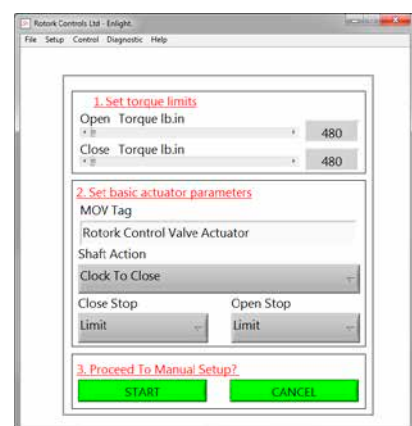 Rotork Controls Ltd - Enlight.
File Setup Control Diagnostic Help
1. Set torque limits
Open Torque lb.in
480
Close Torque lb.in
480
2. Set basic actuator parameters
MOV Tag
Rotork Control Valve Actuator
Shaft Action
Clock To Close
Close Stop Open Stop
Limit Limit
3. Proceed To Manual Setup?
START CANCEL